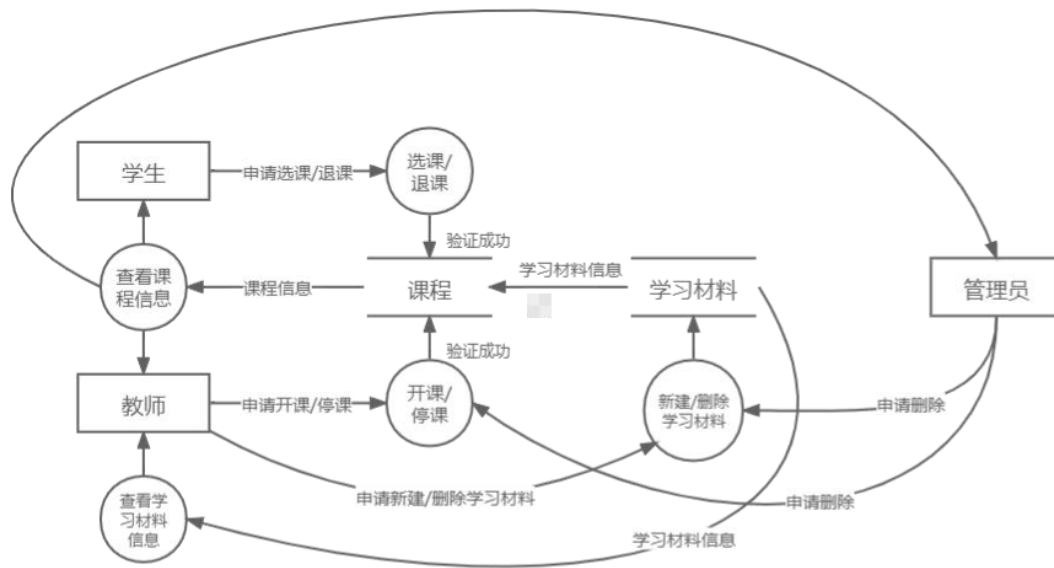 学生
申请选课/退课
选课/
退课
验证成功
查看课
程信息
课程信息
课程
学习材料信息
学习材料
管理员
验证成功
教师
申请开课/停课
开课/
停课
新建/删除
学习材料
申请删除
申请新建/删除学习材料
申请删除
查看学
习材料
信息
学习材料信息